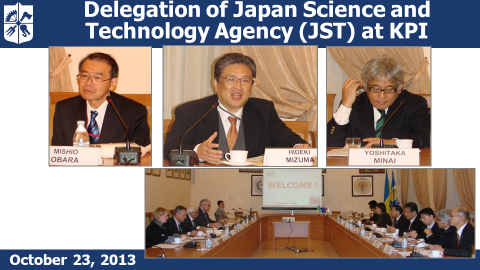 Delegation of Japan Science and
Technology Agency (JST) at KPI
MISHIO
OBARA
HIDEKI
MIZUMA
YOSHITAKA
MINAI
WELCOME !
October 23, 2013